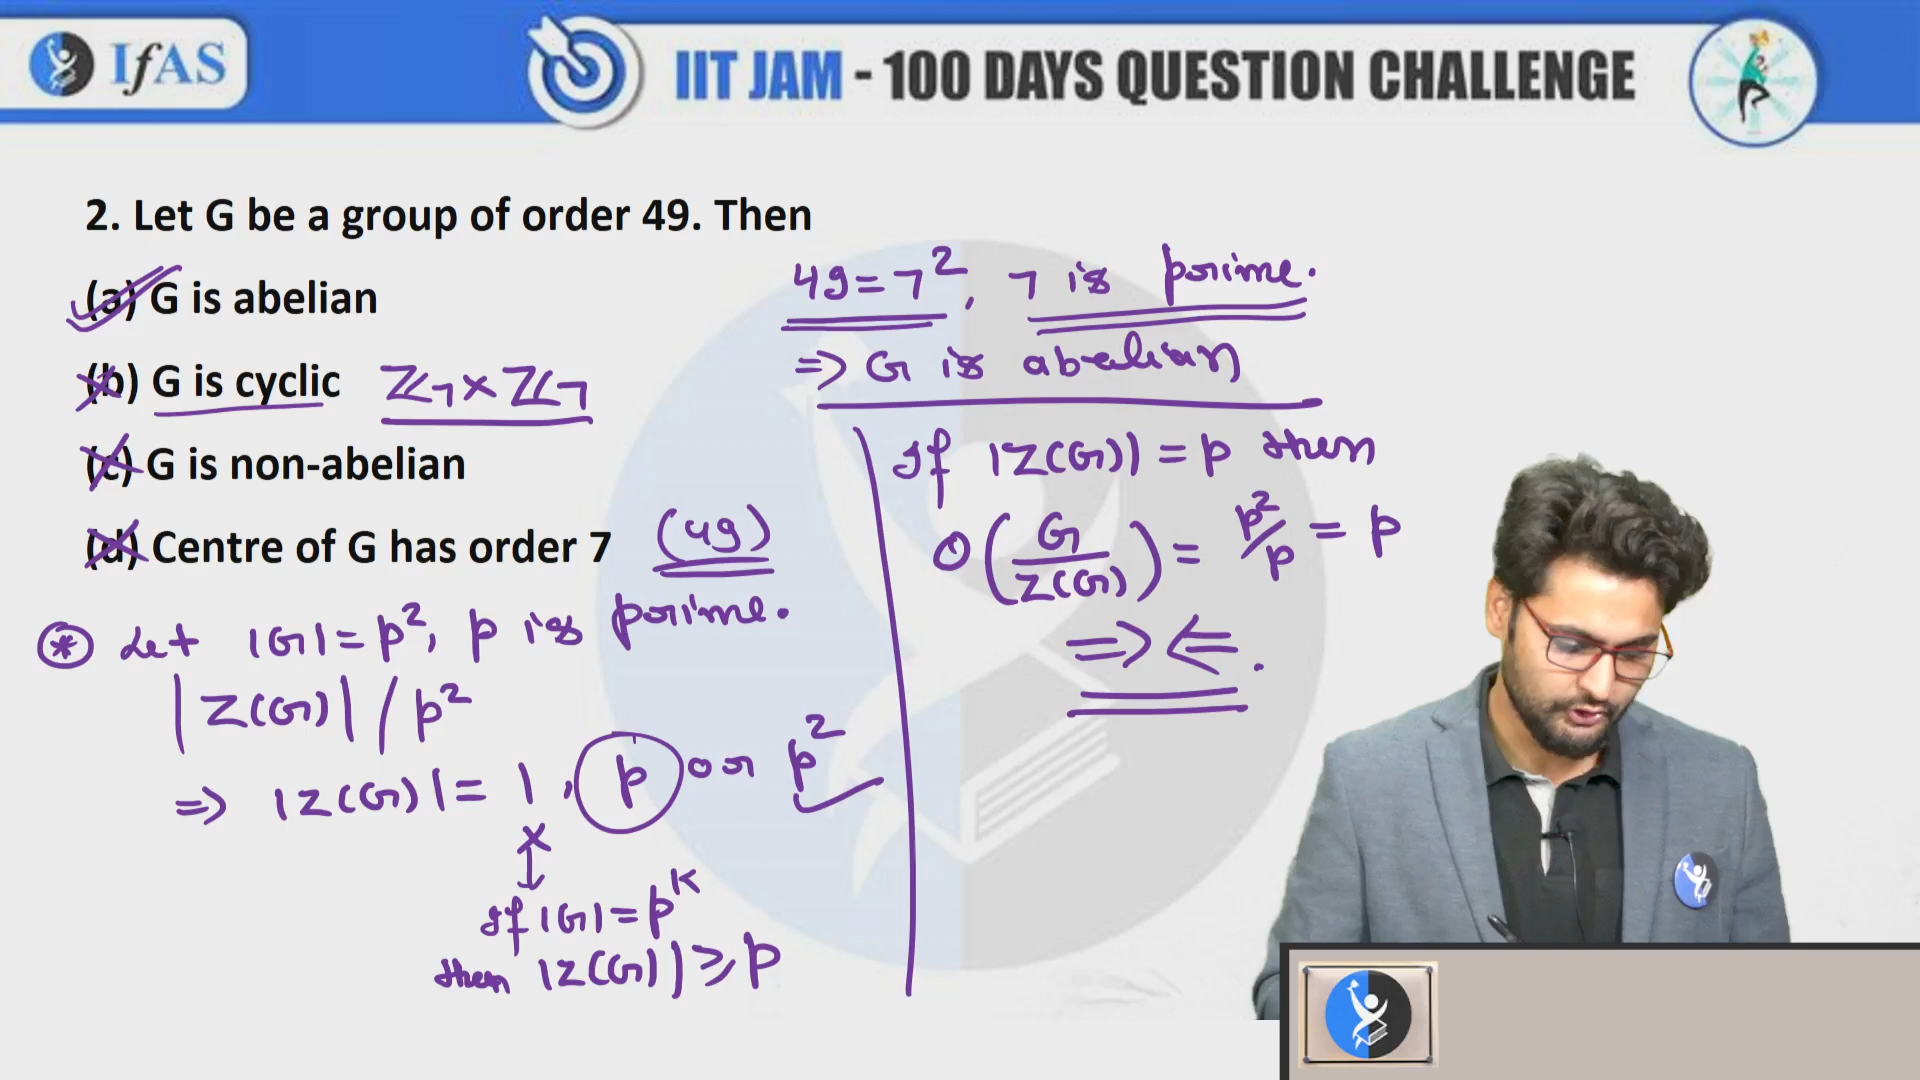 IfAS
IIT JAM - 100 DAYS QUESTION CHALLENGE
2. Let G be a group of order 49. Then
(a) G is abelian
(b) G is cyclic ℤ₇ × ℤ₇
(c) G is non-abelian
(d) Centre of G has order 7 (49)
49 = 7², 7 is prime.
=> G is abelian
* Let |G| = p², p is prime.
|Z(G)| / p²
=> |Z(G)| = 1, p or p²
×
↓
If |G| = p^K
then |Z(G)| ≥ p
If |Z(G)| = p then
O(G/Z(G)) = p²/p = p
=> <= .